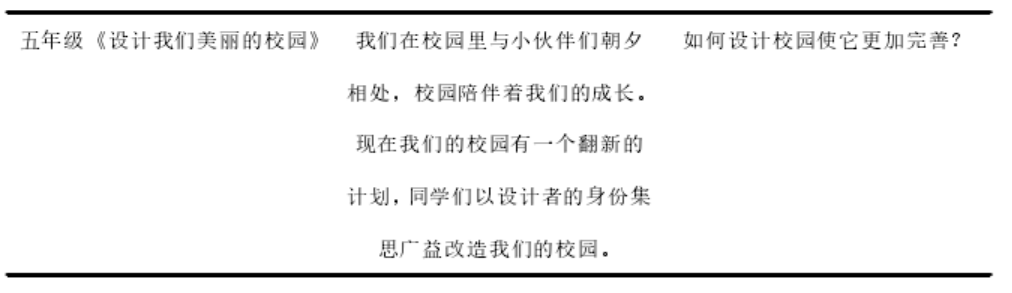 五年级《设计我们美丽的校园》 我们在校园里与小伙伴们朝夕 如何设计校园使它更加完善？
相处，校园陪伴着我们的成长。
现在我们的校园有一个翻新的
计划，同学们以设计者的身份集
思广益改造我们的校园。